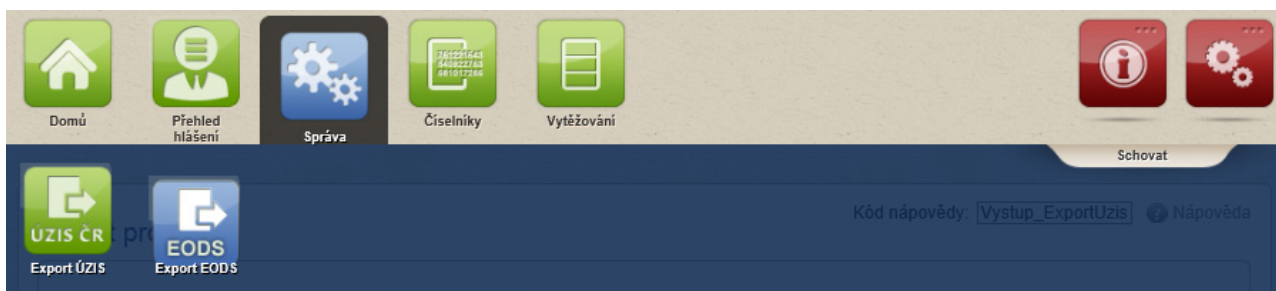 Domů
Přehled
hlášení
Správa
Číselníky
Vytěžování
Schovat
Kód nápovědy: Vystup_ExportUzis Nápověda
ÚZIS ČR
Export ÚZIS
EODS
Export EODS